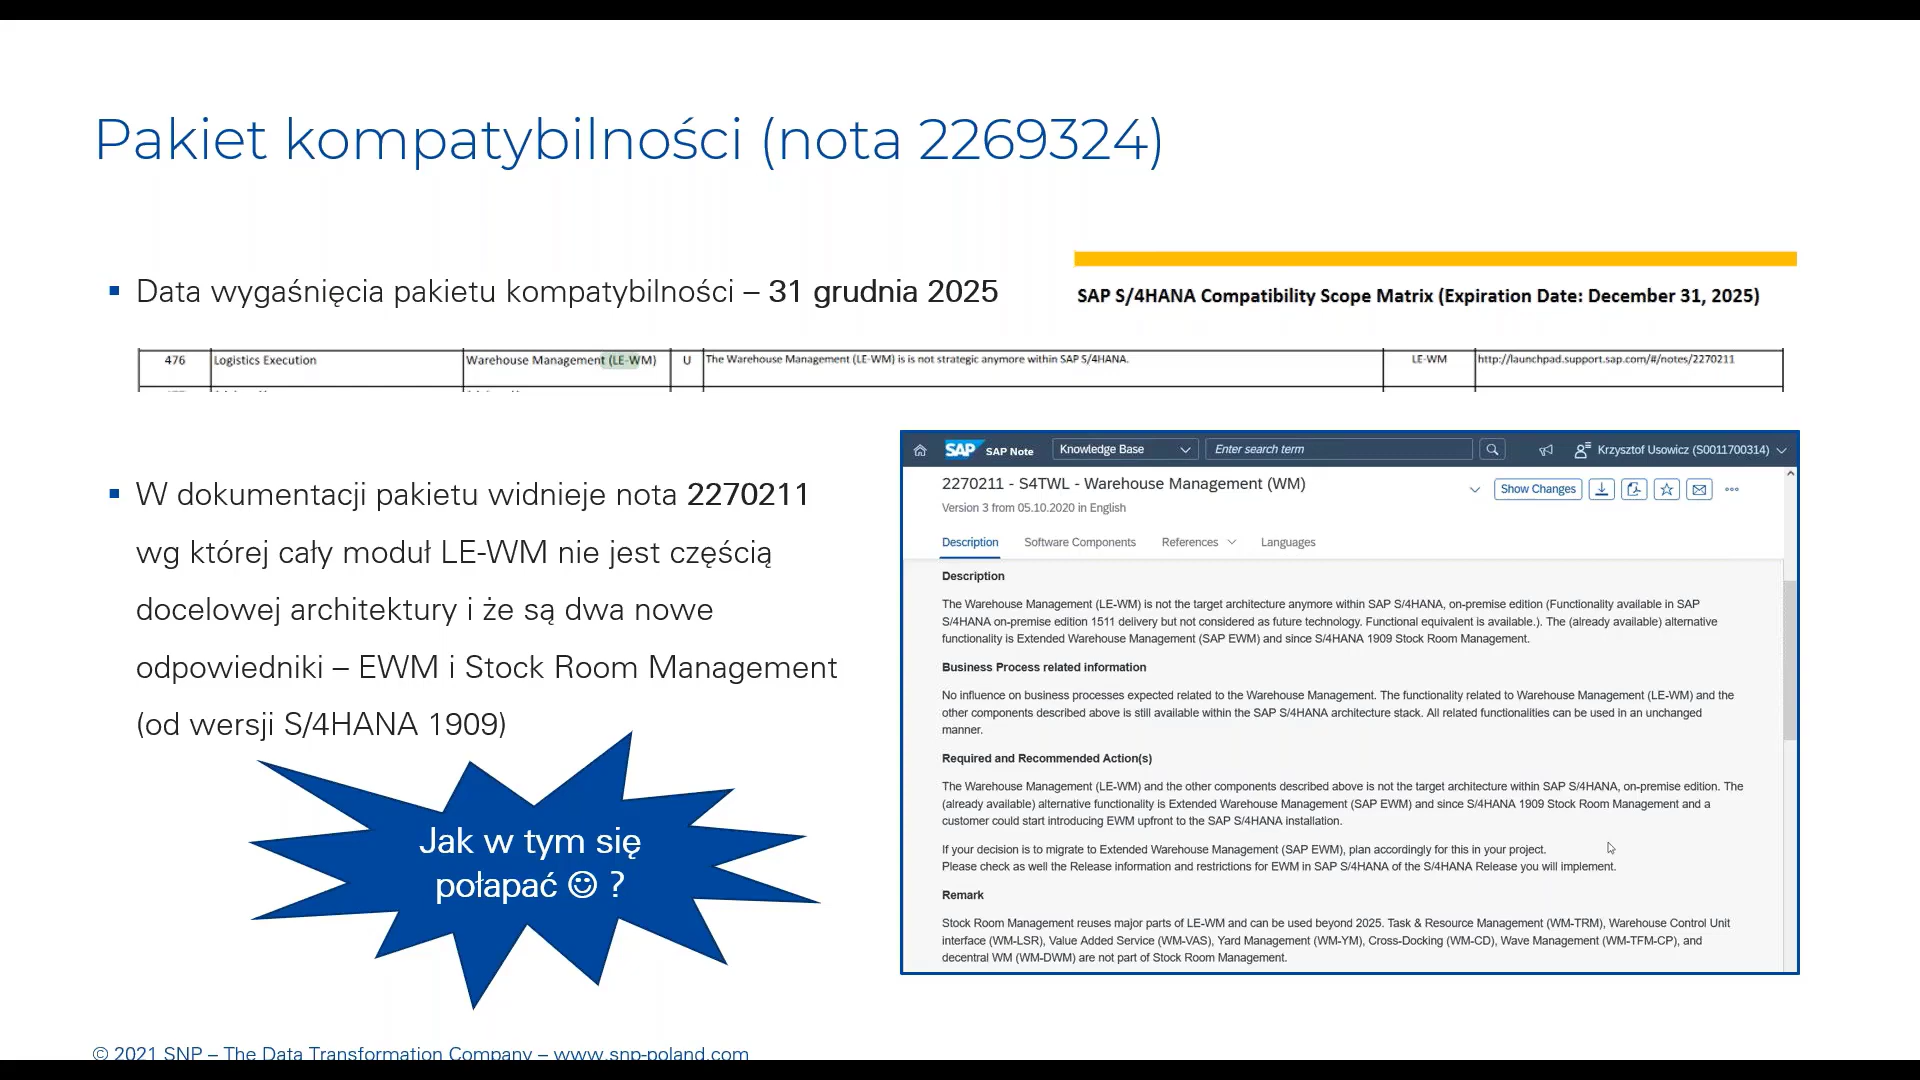 Pakiet kompatybilności (nota 2269324)
Data wygaśnięcia pakietu kompatybilności – 31 grudnia 2025
SAP S/4HANA Compatibility Scope Matrix (Expiration Date: December 31, 2025)
476 Logistics Execution Warehouse Management (LE-WM) U The Warehouse Management (LE-WM) is is not strategic anymore within SAP S/4HANA. LE-WM http://launchpad.support.sap.com/#/notes/2270211
W dokumentacji pakietu widnieje nota 2270211
wg której cały moduł LE-WM nie jest częścią
docelowej architektury i że są dwa nowe
odpowiedniki – EWM i Stock Room Management
(od wersji S/4HANA 1909)
Jak w tym się
połapać ☺ ?
SAP SAP Note Knowledge Base Enter search term Krzysztof Usowicz (S0011700314)
2270211 - S4TWL - Warehouse Management (WM)
Show Changes
Version 3 from 05.10.2020 in English
Description Software Components References Languages
Description
The Warehouse Management (LE-WM) is not the target architecture anymore within SAP S/4HANA, on-premise edition (Functionality available in SAP
S/4HANA on-premise edition 1511 delivery but not considered as future technology. Functional equivalent is available.). The (already available) alternative
functionality is Extended Warehouse Management (SAP EWM) and since S/4HANA 1909 Stock Room Management.
Business Process related information
No influence on business processes expected related to the Warehouse Management. The functionality related to Warehouse Management (LE-WM) and the
other components described above is still available within the SAP S/4HANA architecture stack. All related functionalities can be used in an unchanged
manner.
Required and Recommended Action(s)
The Warehouse Management (LE-WM) and the other components described above is not the target architecture within SAP S/4HANA, on-premise edition. The
(already available) alternative functionality is Extended Warehouse Management (SAP EWM) and since S/4HANA 1909 Stock Room Management and a
customer could start introducing EWM upfront to the SAP S/4HANA installation.
If your decision is to migrate to Extended Warehouse Management (SAP EWM), plan accordingly for this in your project.
Please check as well the Release information and restrictions for EWM in SAP S/4HANA of the S/4HANA Release you will implement.
Remark
Stock Room Management reuses major parts of LE-WM and can be used beyond 2025. Task & Resource Management (WM-TRM), Warehouse Control Unit
interface (WM-LSR), Value Added Service (WM-VAS), Yard Management (WM-YM), Cross-Docking (WM-CD), Wave Management (WM-TFM-CP), and
decentral WM (WM-DWM) are not part of Stock Room Management.
© 2021 SNP – The Data Transformation Company – www.snp-poland.com